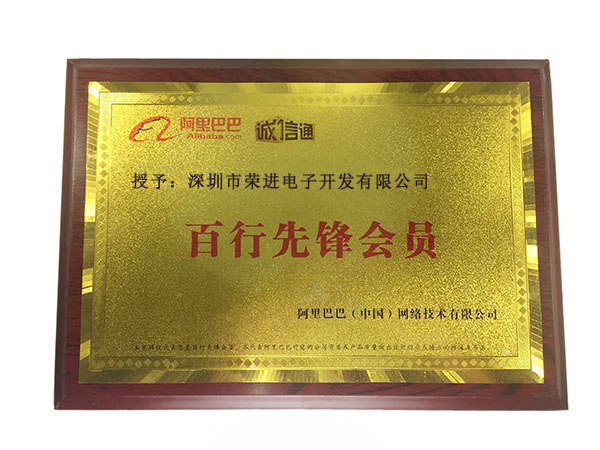 阿里巴巴 诚信通
Alibaba.com
授予：深圳市荣进电子开发有限公司
百行先锋会员
阿里巴巴（中国）网络技术有限公司